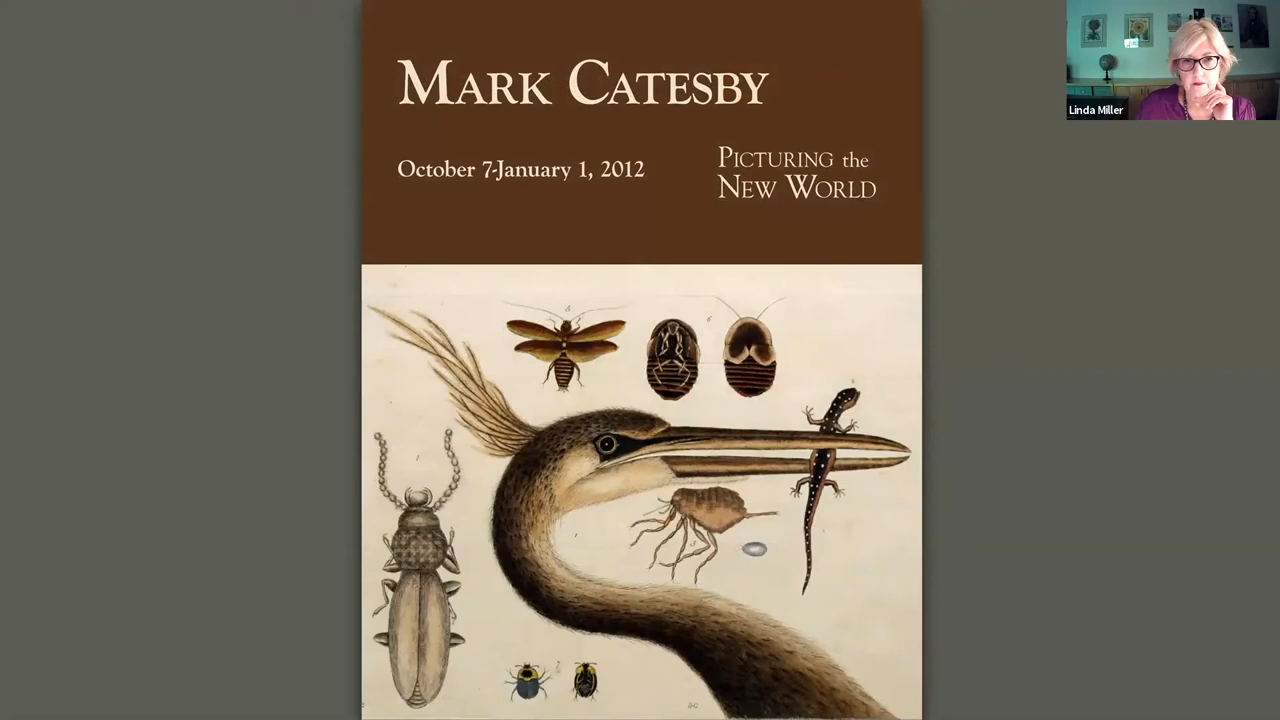 MARK CATESBY
October 7-January 1, 2012
PICTURING the
NEW WORLD
Linda Miller